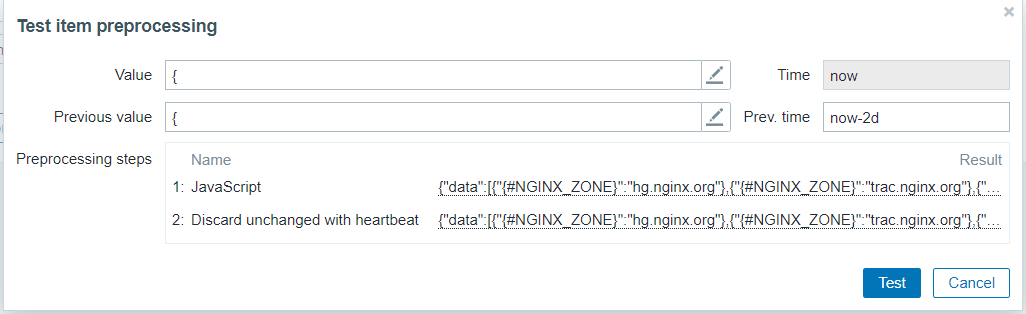 Test item preprocessing ×
Value { Time now
Previous value { Prev. time now-2d
Preprocessing steps Name Result
1: JavaScript {"data":[{"{#NGINX_ZONE}":"hg.nginx.org"},{"{#NGINX_ZONE}":"trac.nginx.org"},{"…
2: Discard unchanged with heartbeat {"data":[{"{#NGINX_ZONE}":"hg.nginx.org"},{"{#NGINX_ZONE}":"trac.nginx.org"},{"…
Test Cancel